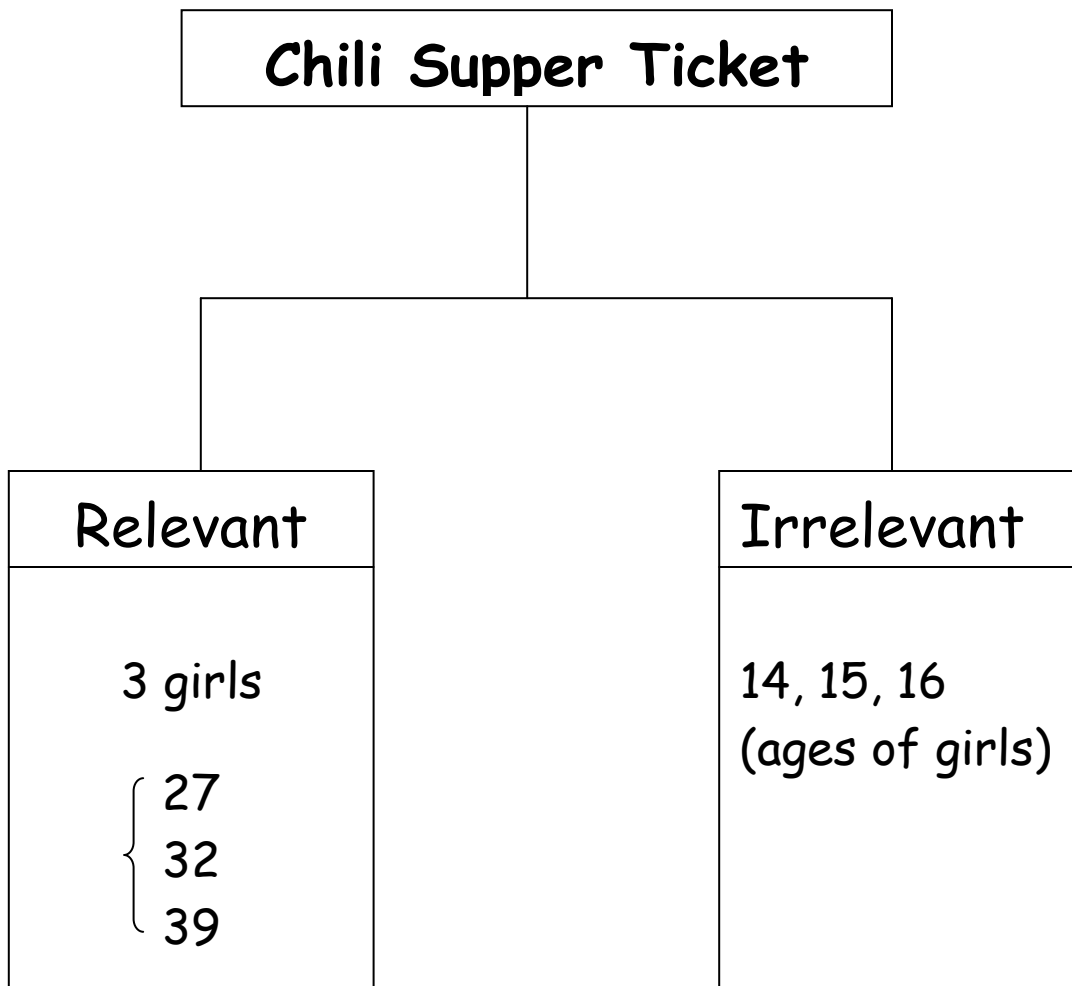 Chili Supper Ticket
Relevant
3 girls
27
32
39
Irrelevant
14, 15, 16
(ages of girls)